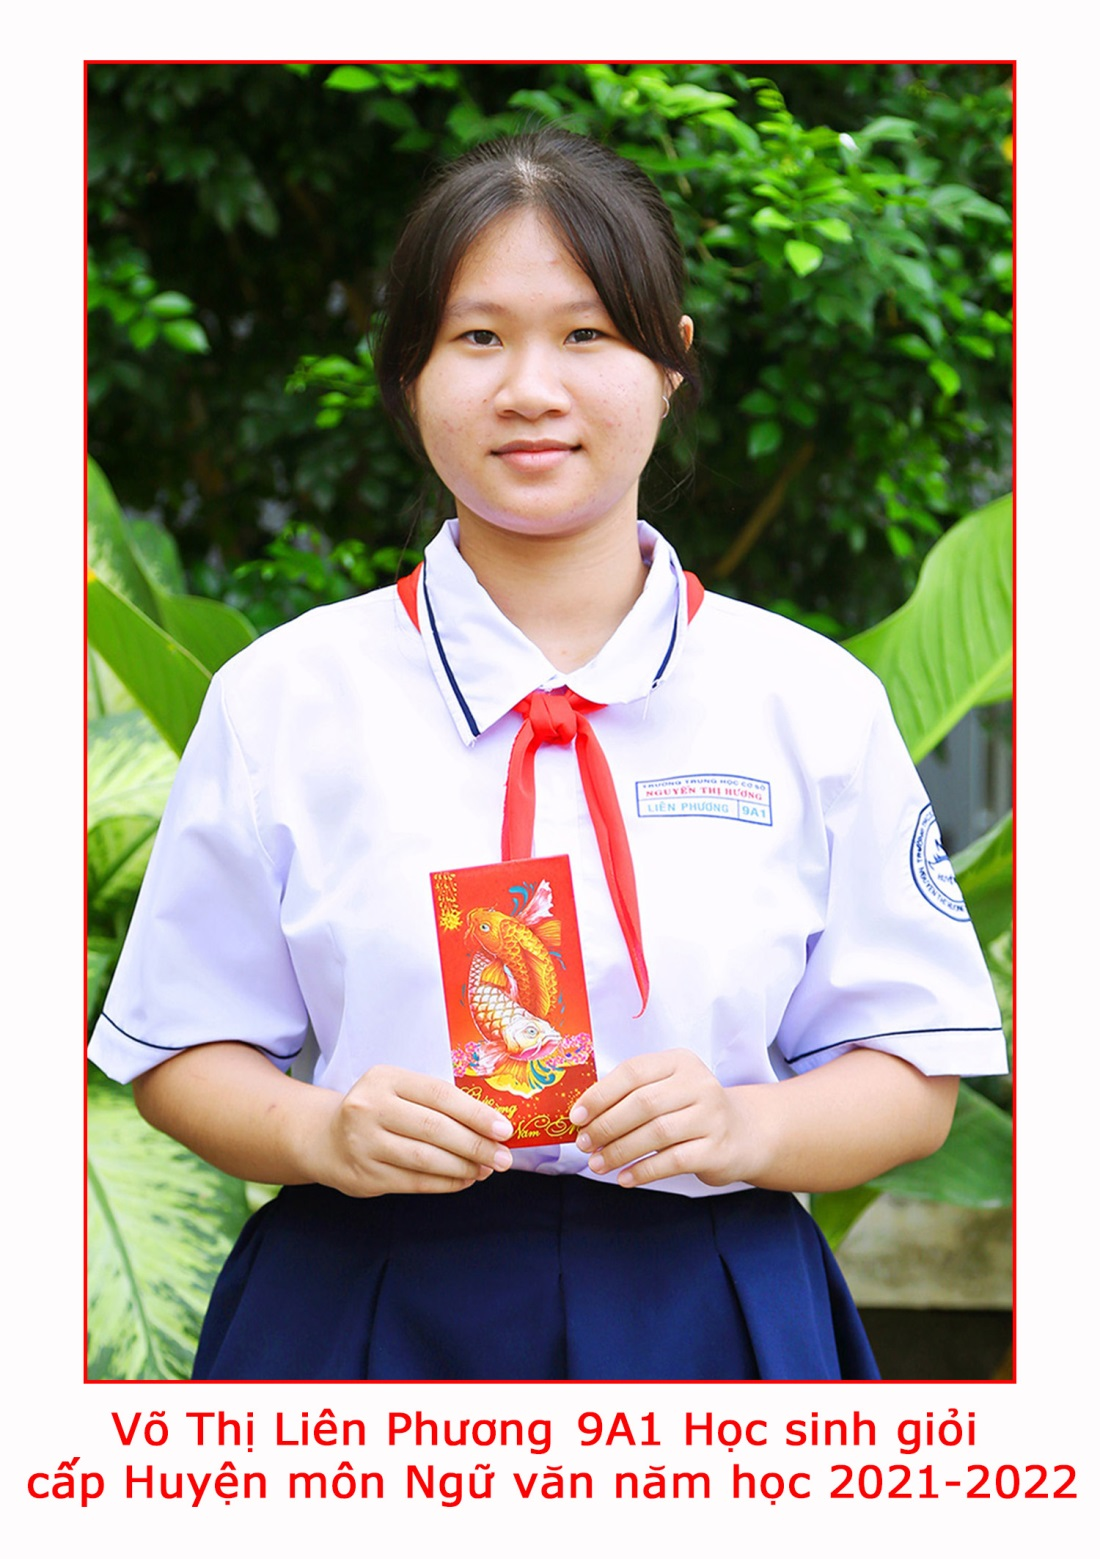 TRƯỜNG TRUNG HỌC CƠ SỞ
NGUYỄN THỊ HƯƠNG
LIÊN PHƯƠNG 9A1
Năm
Võ Thị Liên Phương 9A1 Học sinh giỏi
cấp Huyện môn Ngữ văn năm học 2021-2022